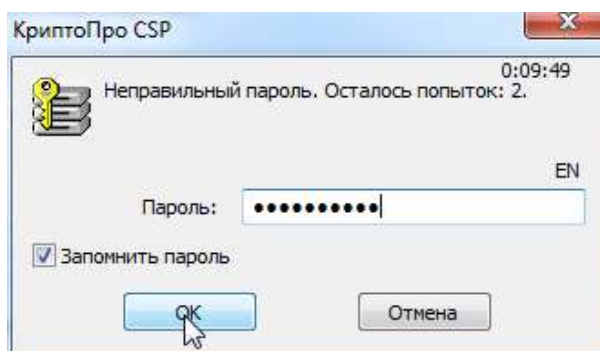 КриптоПро CSP
0:09:49
Неправильный пароль. Осталось попыток: 2.
EN
Пароль: ••••••••••
Запомнить пароль
OK
Отмена